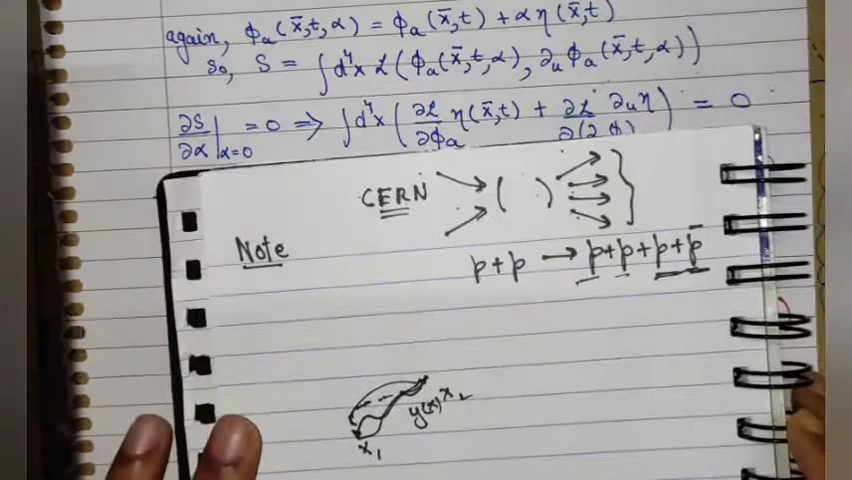 again, ϕₐ(x̄,t,α) = ϕₐ(x̄,t) + αη(x̄,t)
so, S = ∫d⁴x ℒ(ϕₐ(x̄,t,α), ∂ᵤϕₐ(x̄,t,α))
∂S/∂α|α=0 = 0 ⇒ ∫d⁴x(∂ℒ/∂ϕₐ η(x̄,t) + ∂ℒ/∂(∂ ϕ) ∂ᵤη) = 0
CERN → ( ) → }
Note
p+p → p+p+p+p̄
y(x) x₂
x₁